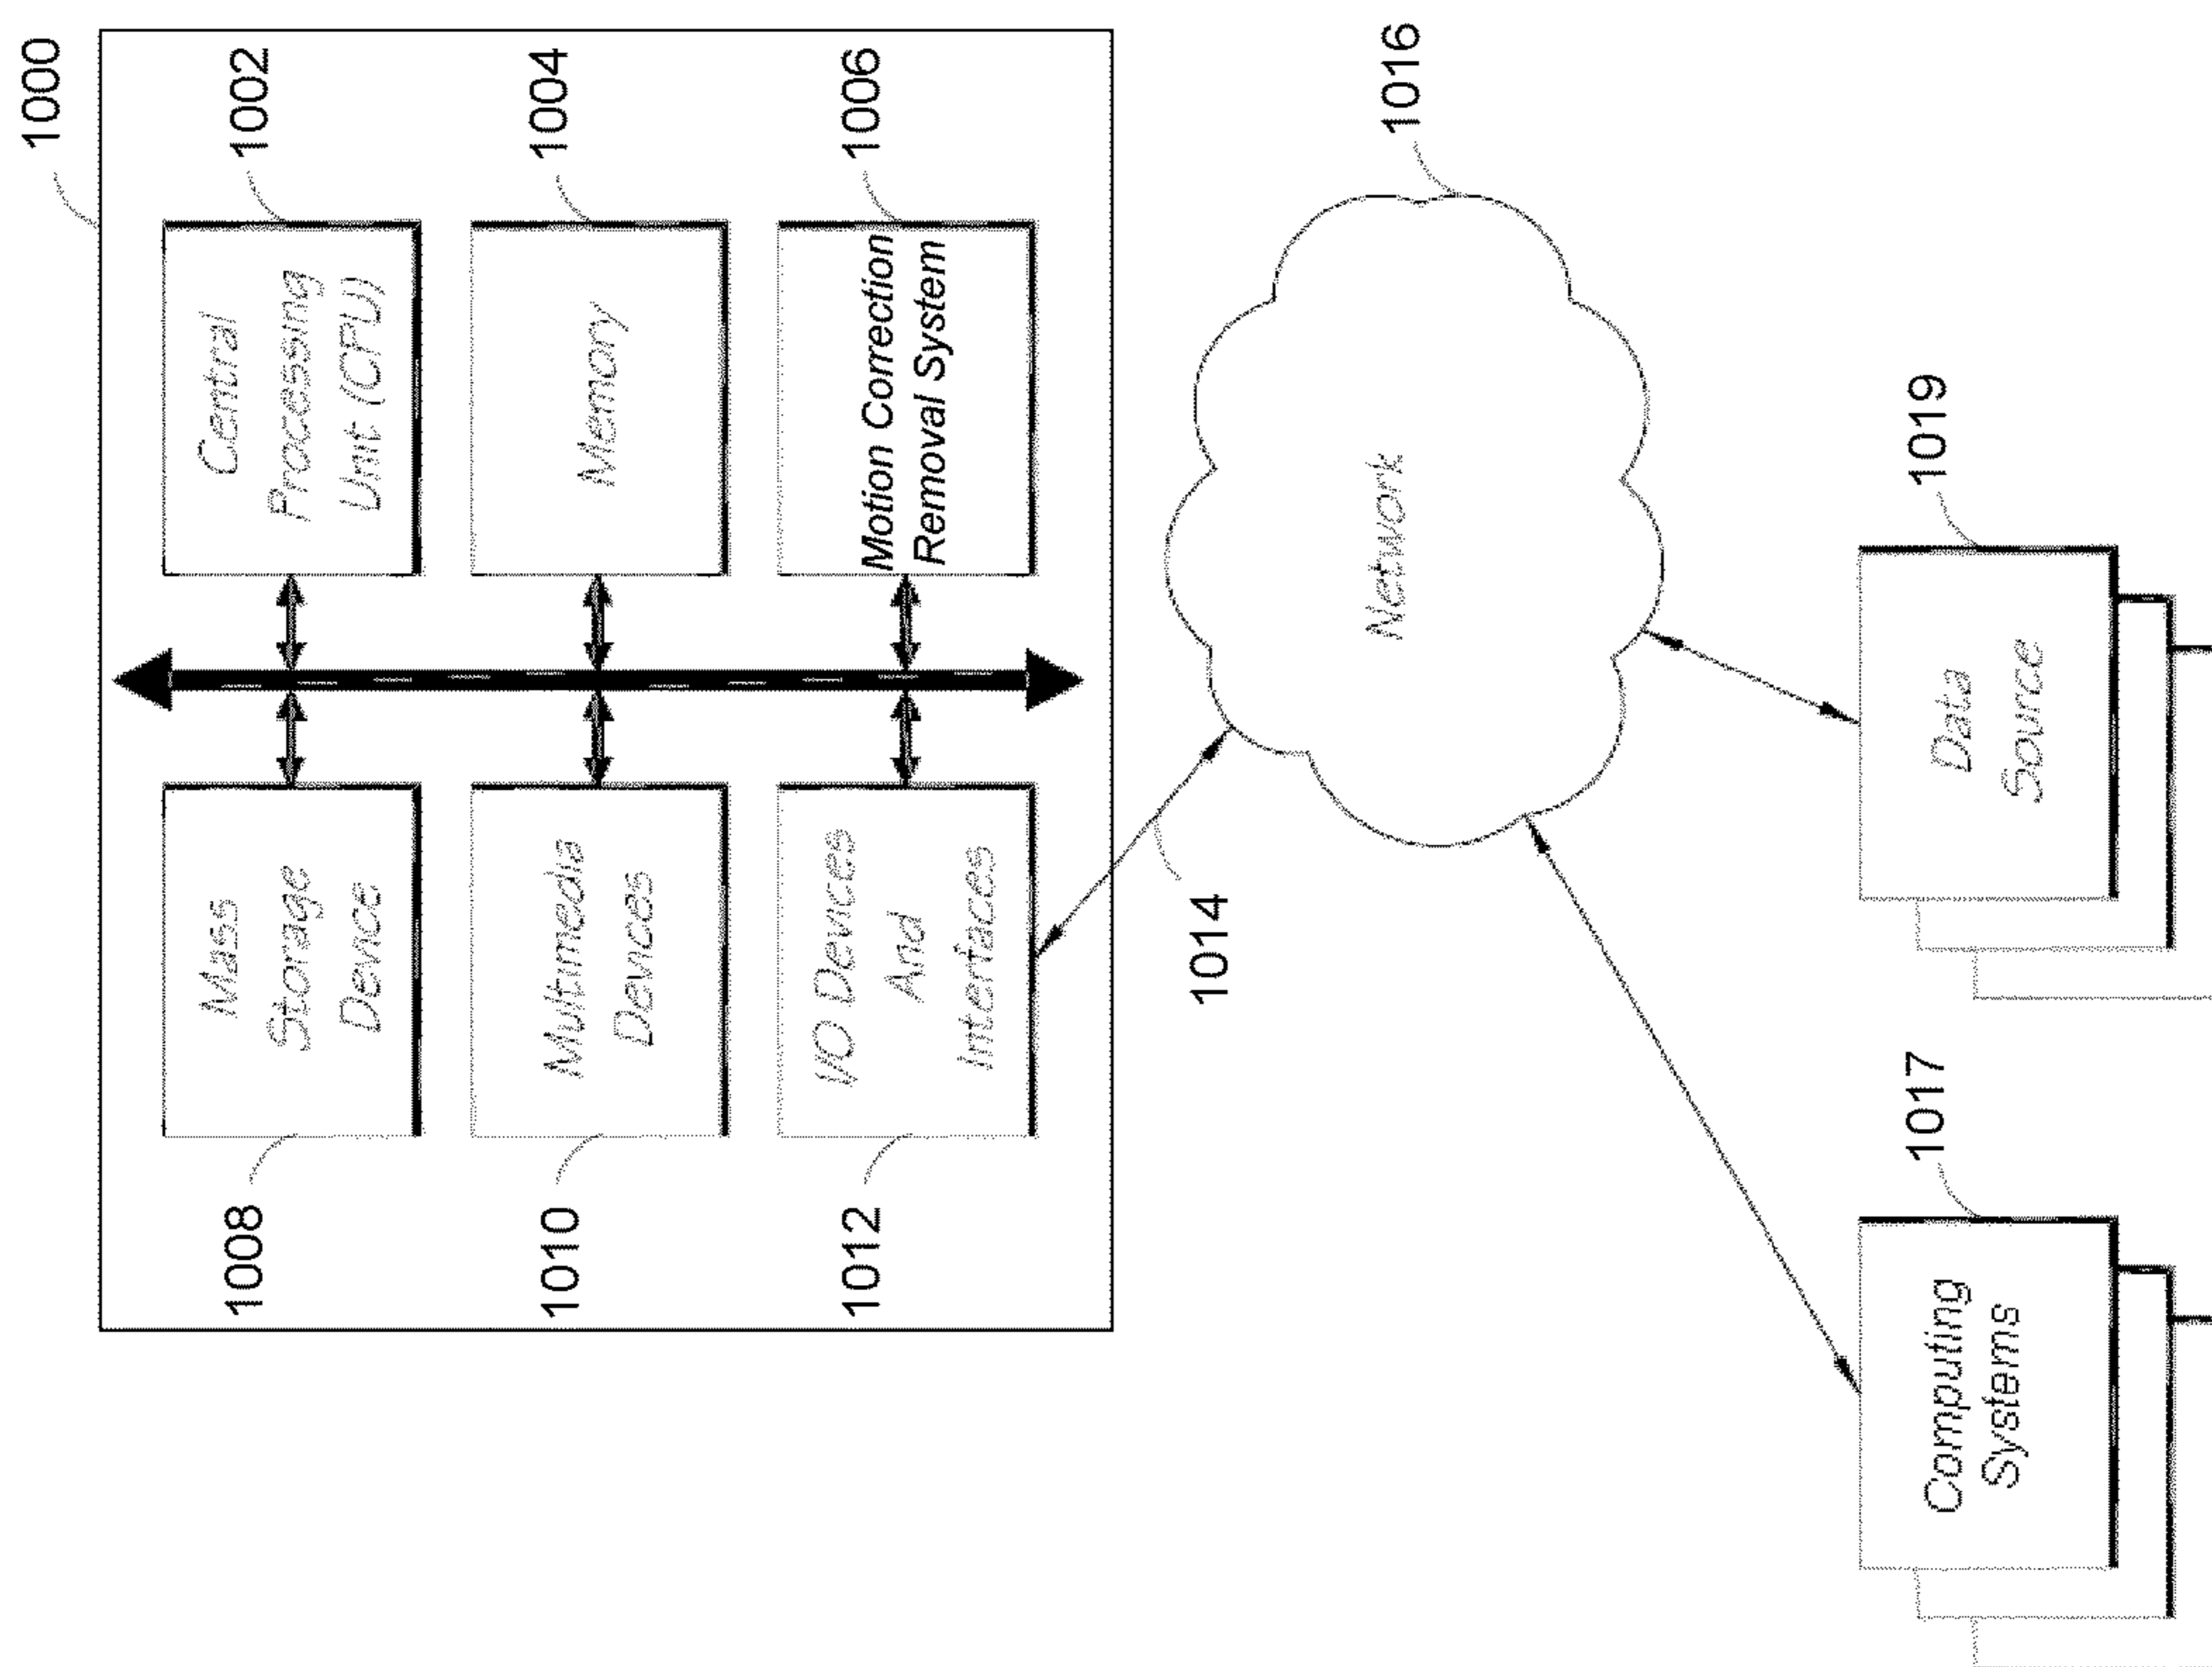 1000
1008
Mass
Storage
Device
Central
Processing
Unit (CPU)
1002
1010
Multimedia
Devices
Memory
1004
1012
I/O Devices
And
Interfaces
Motion Correction
Removal System
1006
1014
Network
1016
1017
Computing
Systems
1019
Data
Source